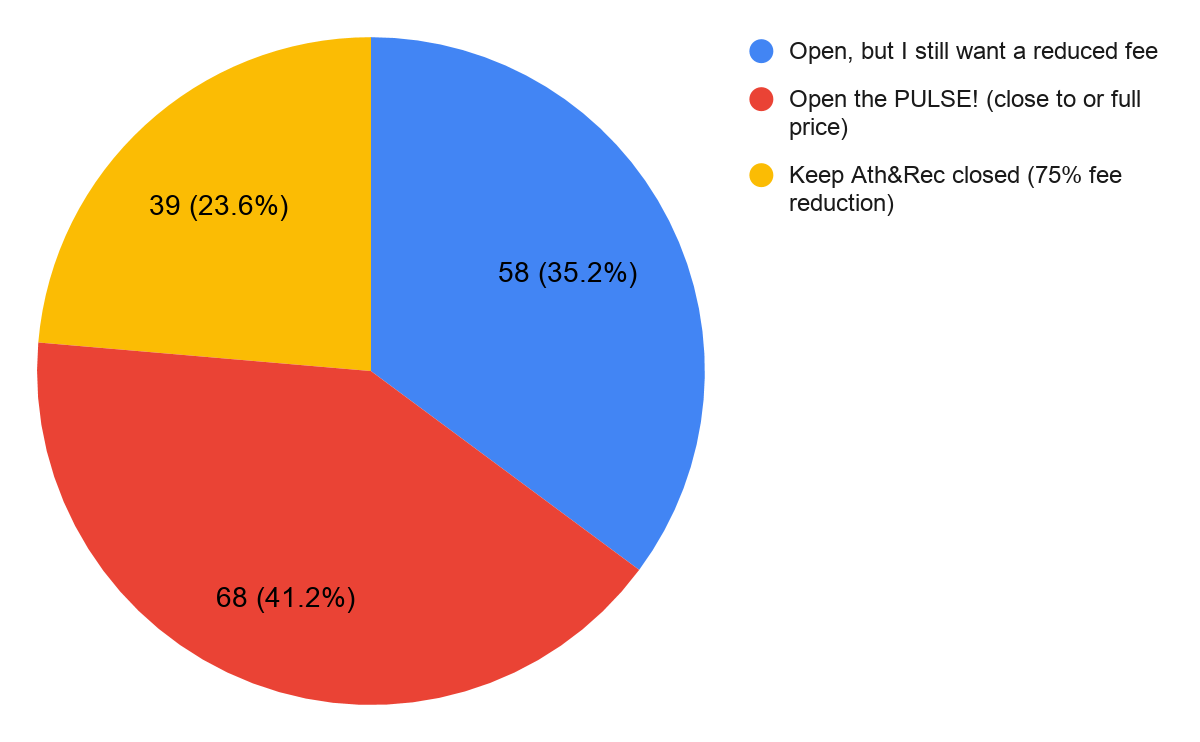 Open, but I still want a reduced fee
Open the PULSE! (close to or full
price)
Keep Ath&Rec closed (75% fee
reduction)
39 (23.6%)
58 (35.2%)
68 (41.2%)